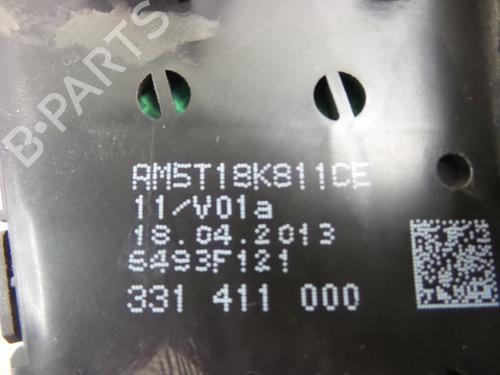 B-PARTS
AM5T18K811CE
11/V01a
18.04.2013
6493F121
331 411 000